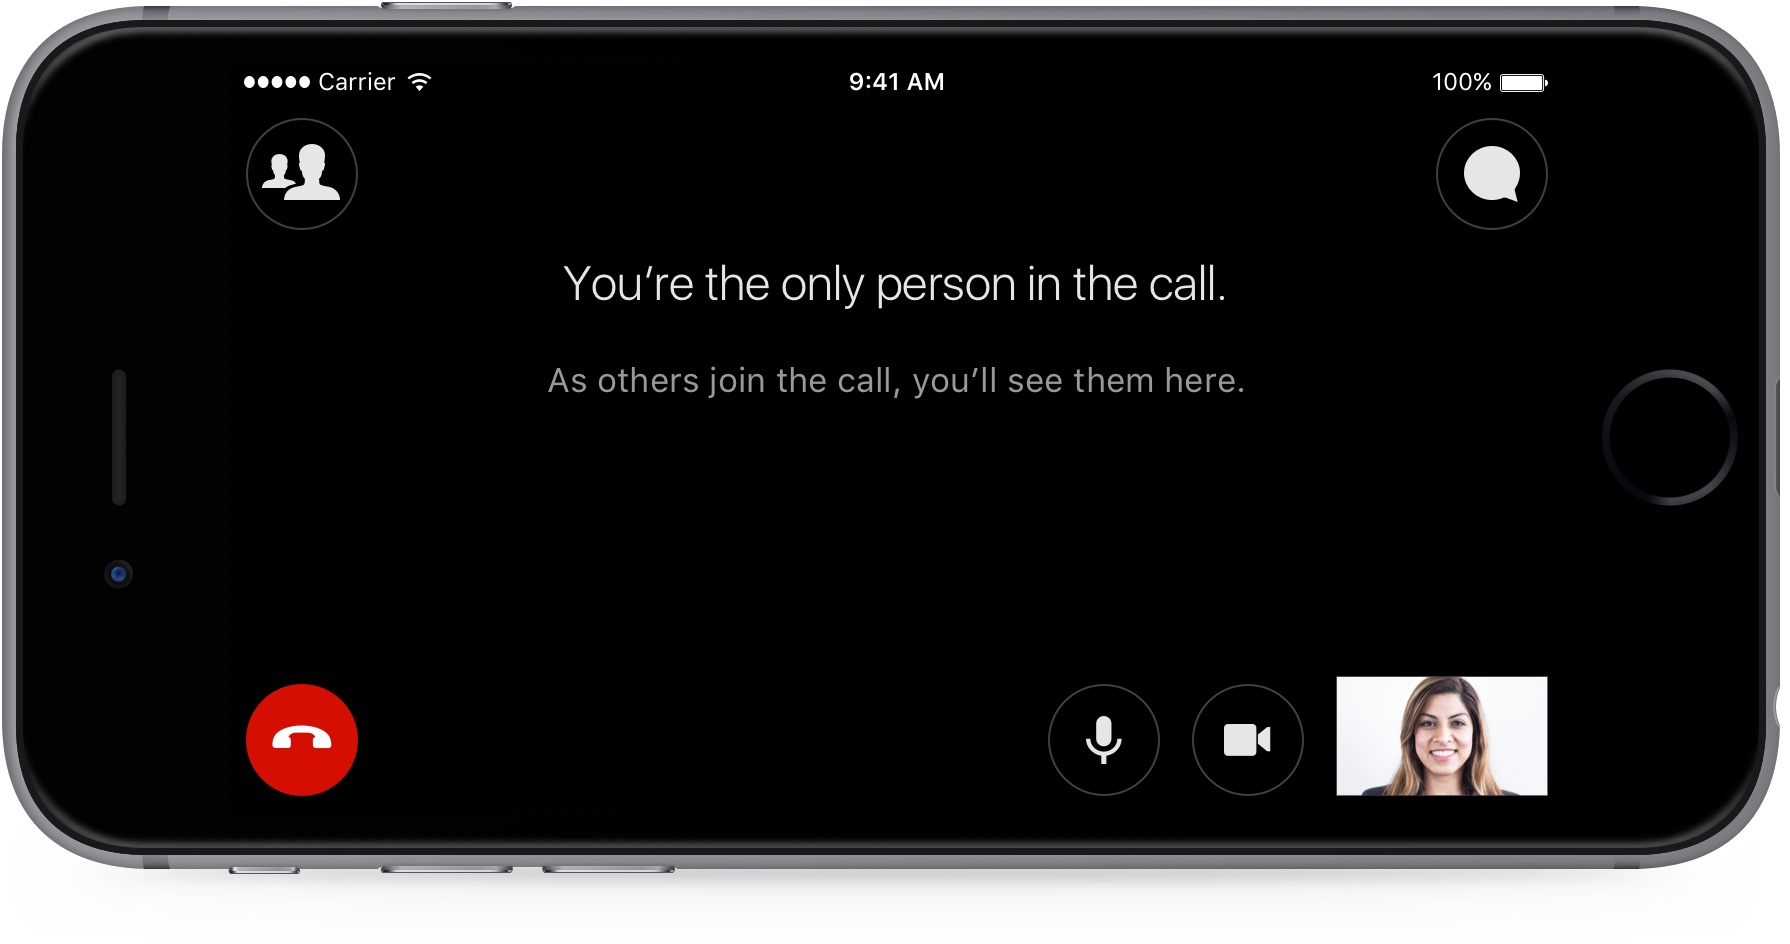 Carrier 9:41 AM 100%
You’re the only person in the call.
As others join the call, you’ll see them here.